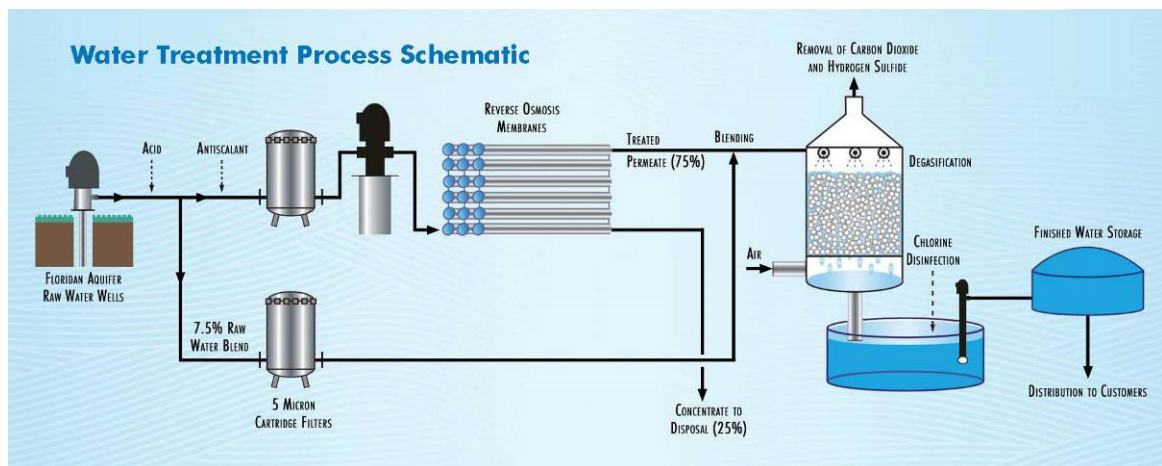 Water Treatment Process Schematic
Removal of Carbon Dioxide
and Hydrogen Sulfide
Reverse Osmosis
Membranes
Acid
Antiscalant
Treated
Permeate (75%)
Blending
Degasification
Floridan Aquifer
Raw Water Wells
Air
Chlorine
Disinfection
Finished Water Storage
7.5% Raw
Water Blend
5 Micron
Cartridge Filters
Concentrate to
Disposal (25%)
Distribution to Customers